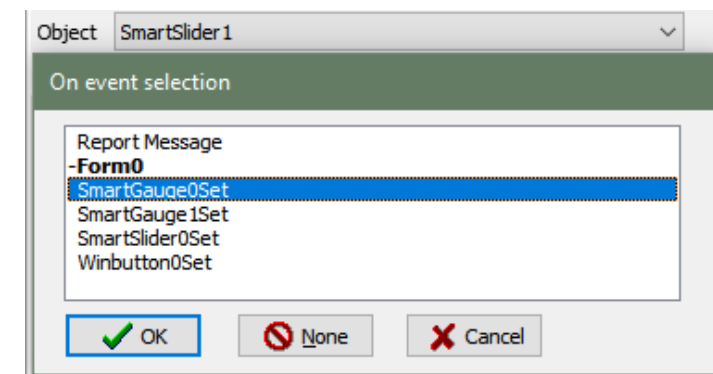 Object SmartSlider1
On event selection
Report Message
-Form0
SmartGauge0Set
SmartGauge1Set
SmartSlider0Set
Winbutton0Set
OK None Cancel